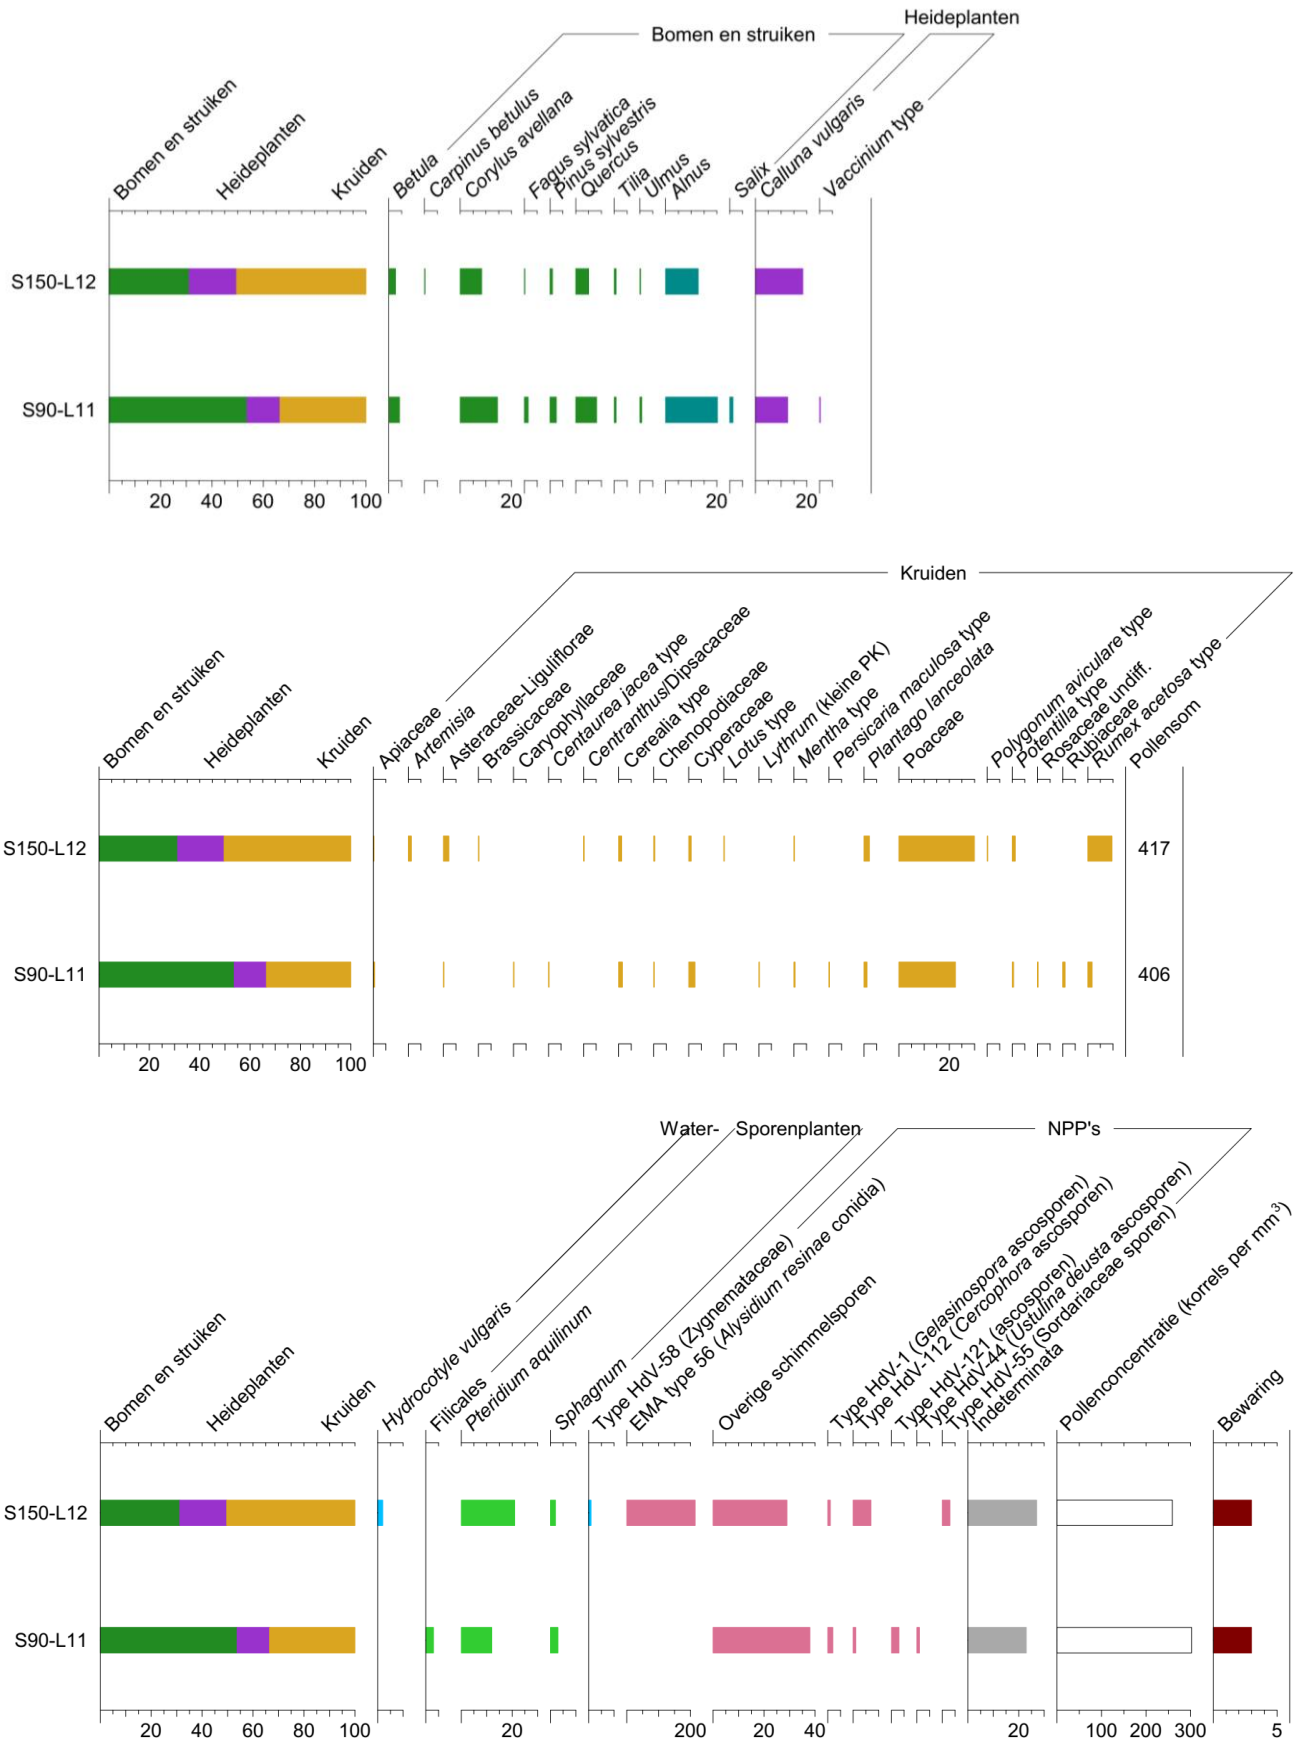 Heideplanten
Bomen en struiken
Bomen en struiken
Heideplanten
Kruiden
Betula
Carpinus betulus
Corylus avellana
Fagus sylvatica
Pinus sylvestris
Quercus
Tilia
Ulmus
Alnus
Salix
Calluna vulgaris
Vaccinium type
S150-L12
S90-L11
20 40 60 80 100 20 20 20
Kruiden
Bomen en struiken
Heideplanten
Kruiden
Apiaceae
Artemisia
Asteraceae-Liguliflorae
Brassicaceae
Caryophyllaceae
Centaurea jacea type
Centranthus/Dipsacaceae
Cerealia type
Chenopodiaceae
Cyperaceae
Lotus type
Lythrum (kleine PK)
Mentha type
Persicaria maculosa type
Plantago lanceolata
Poaceae
Polygonum aviculare type
Potentilla type
Rosaceae undiff.
Rubiaceae
Rumex acetosa type
Pollensom
S150-L12 417
S90-L11 406
20 40 60 80 100 20
Water- Sporenplanten NPP's
Bomen en struiken
Heideplanten
Kruiden
Hydrocotyle vulgaris
Filicales
Pteridium aquilinum
Sphagnum
Type HdV-58 (Zygnemataceae)
EMA type 56 (Alysidium resinae conidia)
Overige schimmelsporen
Type HdV-1 (Gelasinospora ascosporen)
Type HdV-112 (Cercophora ascosporen)
Type HdV-121 (ascosporen)
Type HdV-44 (Ustulina deusta ascosporen)
Type HdV-55 (Sordariaceae sporen)
Indeterminata
Pollenconcentratie (korrels per mm³)
Bewaring
S150-L12
S90-L11
20 40 60 80 100 20 200 20 40 20 100 200 300 5